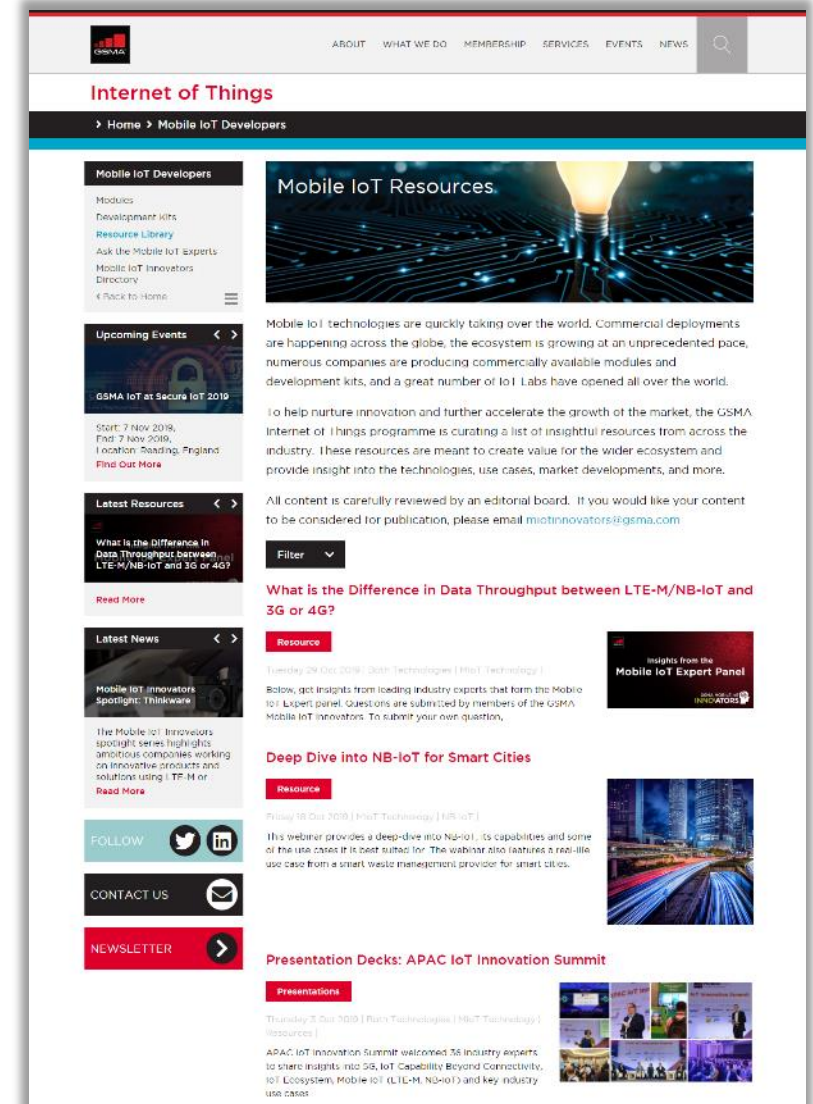 GSMA
ABOUT WHAT WE DO MEMBERSHIP SERVICES EVENTS NEWS
Internet of Things
> Home > Mobile IoT Developers
Mobile IoT Developers
Modules
Development Kits
Resource Library
Ask the Mobile IoT Experts
Mobile IoT Innovators
Directory
< Back to Home
Upcoming Events < >
GSMA IoT at Secure IoT 2019
Start: 7 Nov 2019,
End: 7 Nov 2019,
Location: Reading, England
Find Out More
Latest Resources < >
What is the Difference in
Data Throughput between
LTE-M/NB-IoT and 3G or 4G?
Read More
Latest News < >
Mobile IoT Innovators
Spotlight: Thinkware
The Mobile IoT Innovators
spotlight series highlights
ambitious companies working
on innovative products and
solutions using LTE-M or
Read More
FOLLOW
CONTACT US
NEWSLETTER
Mobile IoT Resources
Mobile IoT technologies are quickly taking over the world. Commercial deployments
are happening across the globe, the ecosystem is growing at an unprecedented pace,
numerous companies are producing commercially available modules and
development kits, and a great number of IoT Labs have opened all over the world.
To help nurture innovation and further accelerate the growth of the market, the GSMA
Internet of Things programme is curating a list of insightful resources from across the
industry. These resources are meant to create value for the wider ecosystem and
provide insight into the technologies, use cases, market developments, and more.
All content is carefully reviewed by an editorial board. If you would like your content
to be considered for publication, please email miotinnovators@gsma.com
Filter
What is the Difference in Data Throughput between LTE-M/NB-IoT and
3G or 4G?
Resource
Tuesday 29 Oct 2019 | Both Technologies | MIoT Technology |
Below, get insights from leading industry experts that form the Mobile
IoT Expert panel. Questions are submitted by members of the GSMA
Mobile IoT Innovators. To submit your own question,
Insights from the
Mobile IoT Expert Panel
INNOVATORS
Deep Dive into NB-IoT for Smart Cities
Resource
Friday 18 Oct 2019 | MIoT Technology | NB-IoT |
This webinar provides a deep-dive into NB-IoT, its capabilities and some
of the use cases it is best suited for. The webinar also features a real-life
use case from a smart waste management provider for smart cities.
Presentation Decks: APAC IoT Innovation Summit
Presentations
Thursday 3 Oct 2019 | Both Technologies | MIoT Technology |
Resources |
APAC IoT Innovation Summit welcomed 36 industry experts
to share insights into 5G, IoT Capability Beyond Connectivity,
IoT Ecosystem, Mobile IoT (LTE-M, NB-IoT) and key industry
use cases